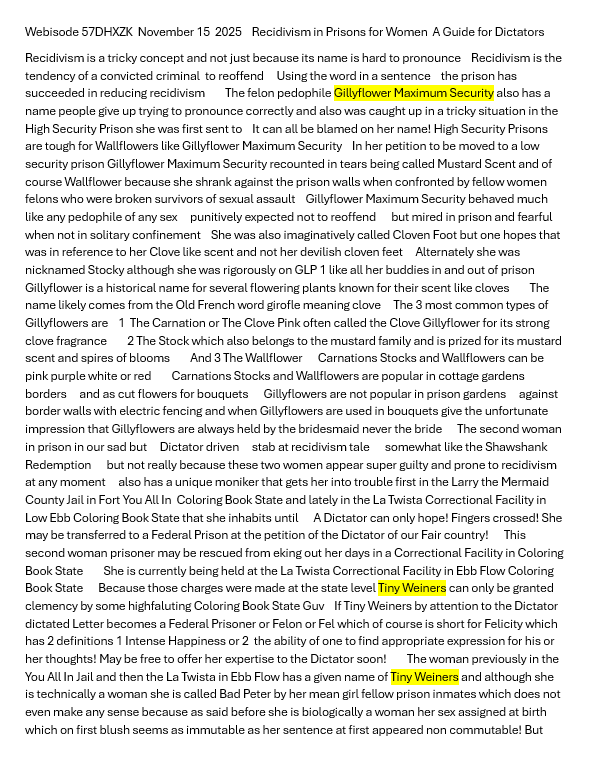 Webisode 57DHXZK November 15 2025 Recidivism in Prisons for Women A Guide for Dictators
Recidivism is a tricky concept and not just because its name is hard to pronounce Recidivism is the
tendency of a convicted criminal to reoffend Using the word in a sentence the prison has
succeeded in reducing recidivism The felon pedophile Gillyflower Maximum Security also has a
name people give up trying to pronounce correctly and also was caught up in a tricky situation in the
High Security Prison she was first sent to It can all be blamed on her name! High Security Prisons
are tough for Wallflowers like Gillyflower Maximum Security In her petition to be moved to a low
security prison Gillyflower Maximum Security recounted in tears being called Mustard Scent and of
course Wallflower because she shrank against the prison walls when confronted by fellow women
felons who were broken survivors of sexual assault Gillyflower Maximum Security behaved much
like any pedophile of any sex punitively expected not to reoffend but mired in prison and fearful
when not in solitary confinement She was also imaginatively called Cloven Foot but one hopes that
was in reference to her Clove like scent and not her devilish cloven feet Alternately she was
nicknamed Stocky although she was rigorously on GLP 1 like all her buddies in and out of prison
Gillyflower is a historical name for several flowering plants known for their scent like cloves The
name likely comes from the Old French word girofle meaning clove The 3 most common types of
Gillyflowers are 1 The Carnation or The Clove Pink often called the Clove Gillyflower for its strong
clove fragrance 2 The Stock which also belongs to the mustard family and is prized for its mustard
scent and spires of blooms And 3 The Wallflower Carnations Stocks and Wallflowers can be
pink purple white or red Carnations Stocks and Wallflowers are popular in cottage gardens
borders and as cut flowers for bouquets Gillyflowers are not popular in prison gardens against
border walls with electric fencing and when Gillyflowers are used in bouquets give the unfortunate
impression that Gillyflowers are always held by the bridesmaid never the bride The second woman
in prison in our sad but Dictator driven stab at recidivism tale somewhat like the Shawshank
Redemption but not really because these two women appear super guilty and prone to recidivism
at any moment also has a unique moniker that gets her into trouble first in the Larry the Mermaid
County Jail in Fort You All In Coloring Book State and lately in the La Twista Correctional Facility in
Low Ebb Coloring Book State that she inhabits until A Dictator can only hope! Fingers crossed! She
may be transferred to a Federal Prison at the petition of the Dictator of our Fair country! This
second woman prisoner may be rescued from eking out her days in a Correctional Facility in Coloring
Book State She is currently being held at the La Twista Correctional Facility in Ebb Flow Coloring
Book State Because those charges were made at the state level Tiny Weiners can only be granted
clemency by some highfaluting Coloring Book State Guv If Tiny Weiners by attention to the Dictator
dictated Letter becomes a Federal Prisoner or Felon or Fel which of course is short for Felicity which
has 2 definitions 1 Intense Happiness or 2 the ability of one to find appropriate expression for his or
her thoughts! May be free to offer her expertise to the Dictator soon! The woman previously in the
You All In Jail and then the La Twista in Ebb Flow has a given name of Tiny Weiners and although she
is technically a woman she is called Bad Peter by her mean girl fellow prison inmates which does not
even make any sense because as said before she is biologically a woman her sex assigned at birth
which on first blush seems as immutable as her sentence at first appeared non commutable! But